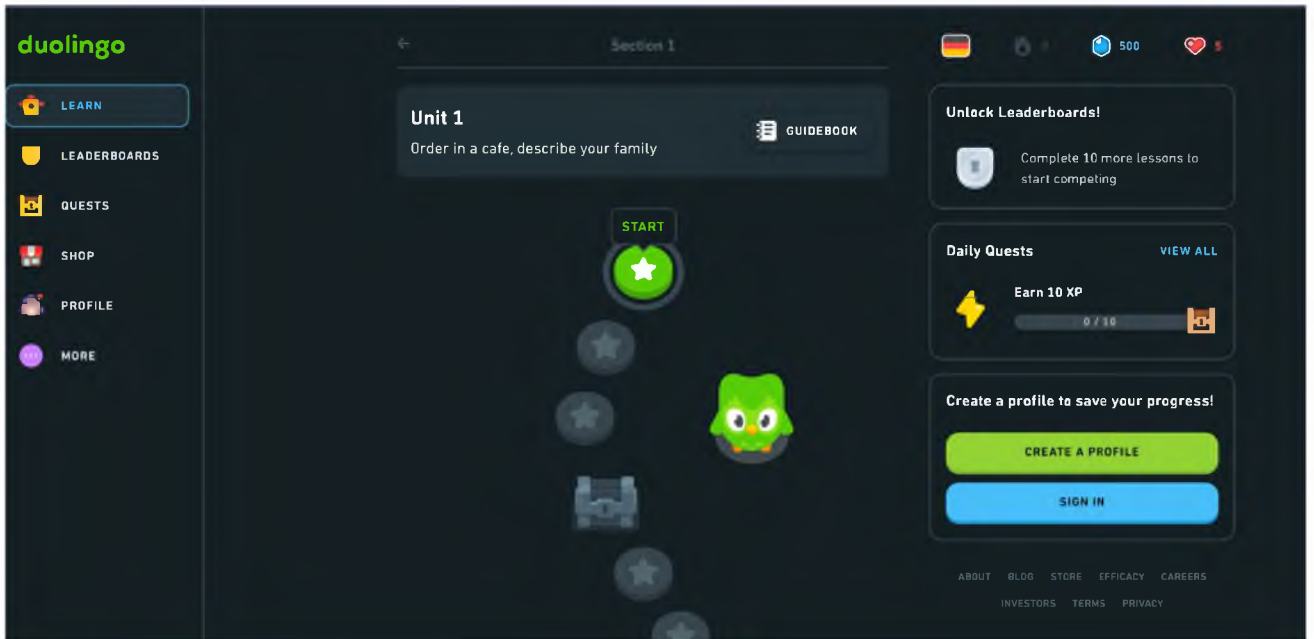 duolingo
LEARN
LEADERBOARDS
QUESTS
SHOP
PROFILE
MORE
Section 1
Unit 1
Order in a cafe, describe your family
GUIDEBOOK
START
500
5
Unlock Leaderboards!
Complete 10 more lessons to
start competing
Daily Quests
VIEW ALL
Earn 10 XP
0 / 10
Create a profile to save your progress!
CREATE A PROFILE
SIGN IN
ABOUT BLOG STORE EFFICACY CAREERS
INVESTORS TERMS PRIVACY